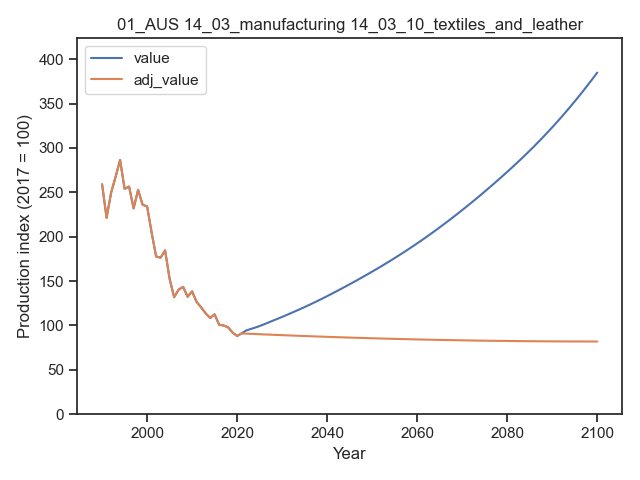 01_AUS 14_03_manufacturing 14_03_10_textiles_and_leather
value
adj_value
Production index (2017 = 100)
400
350
300
250
200
150
100
50
0
2000 2020 2040 2060 2080 2100
Year